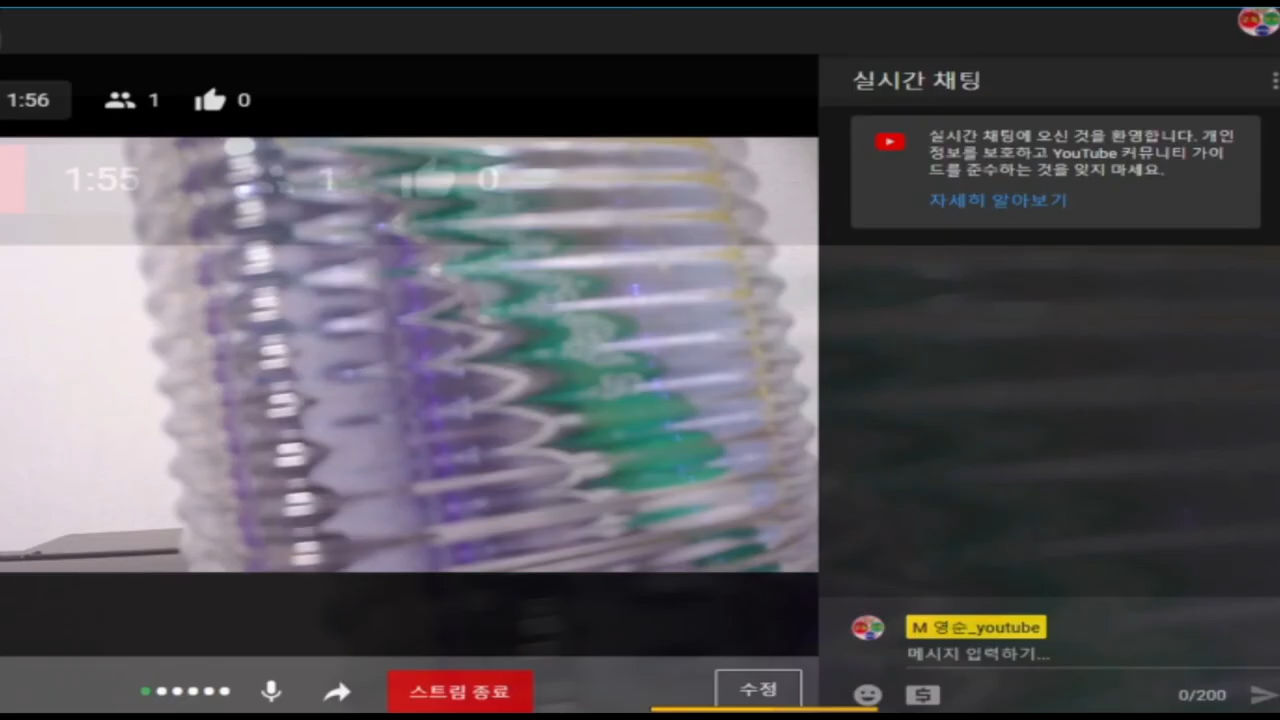 1:56 1 0
실시간 채팅
실시간 채팅에 오신 것을 환영합니다. 개인
정보를 보호하고 YouTube 커뮤니티 가이
드를 준수하는 것을 잊지 마세요.
자세히 알아보기
1:55 1 0
M 영순_youtube
메시지 입력하기...
스트림 종료
수정
0/200